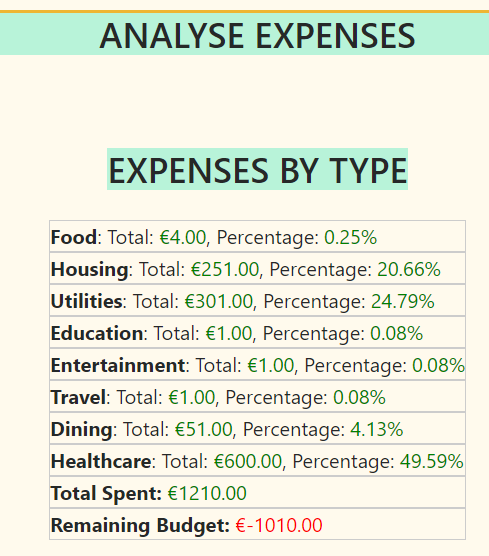 ANALYSE EXPENSES
EXPENSES BY TYPE
Food: Total: €4.00, Percentage: 0.25%
Housing: Total: €251.00, Percentage: 20.66%
Utilities: Total: €301.00, Percentage: 24.79%
Education: Total: €1.00, Percentage: 0.08%
Entertainment: Total: €1.00, Percentage: 0.08%
Travel: Total: €1.00, Percentage: 0.08%
Dining: Total: €51.00, Percentage: 4.13%
Healthcare: Total: €600.00, Percentage: 49.59%
Total Spent: €1210.00
Remaining Budget: €-1010.00